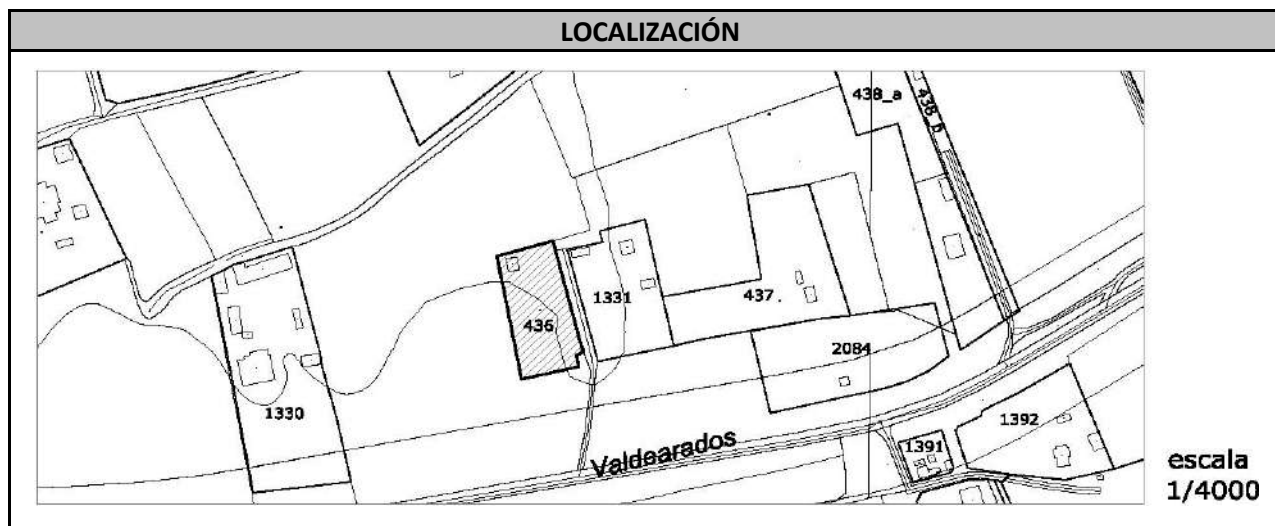 LOCALIZACIÓN
438_a
438_b
1331
437
436
2084
1330
1392
1391
Valdearados
escala
1/4000